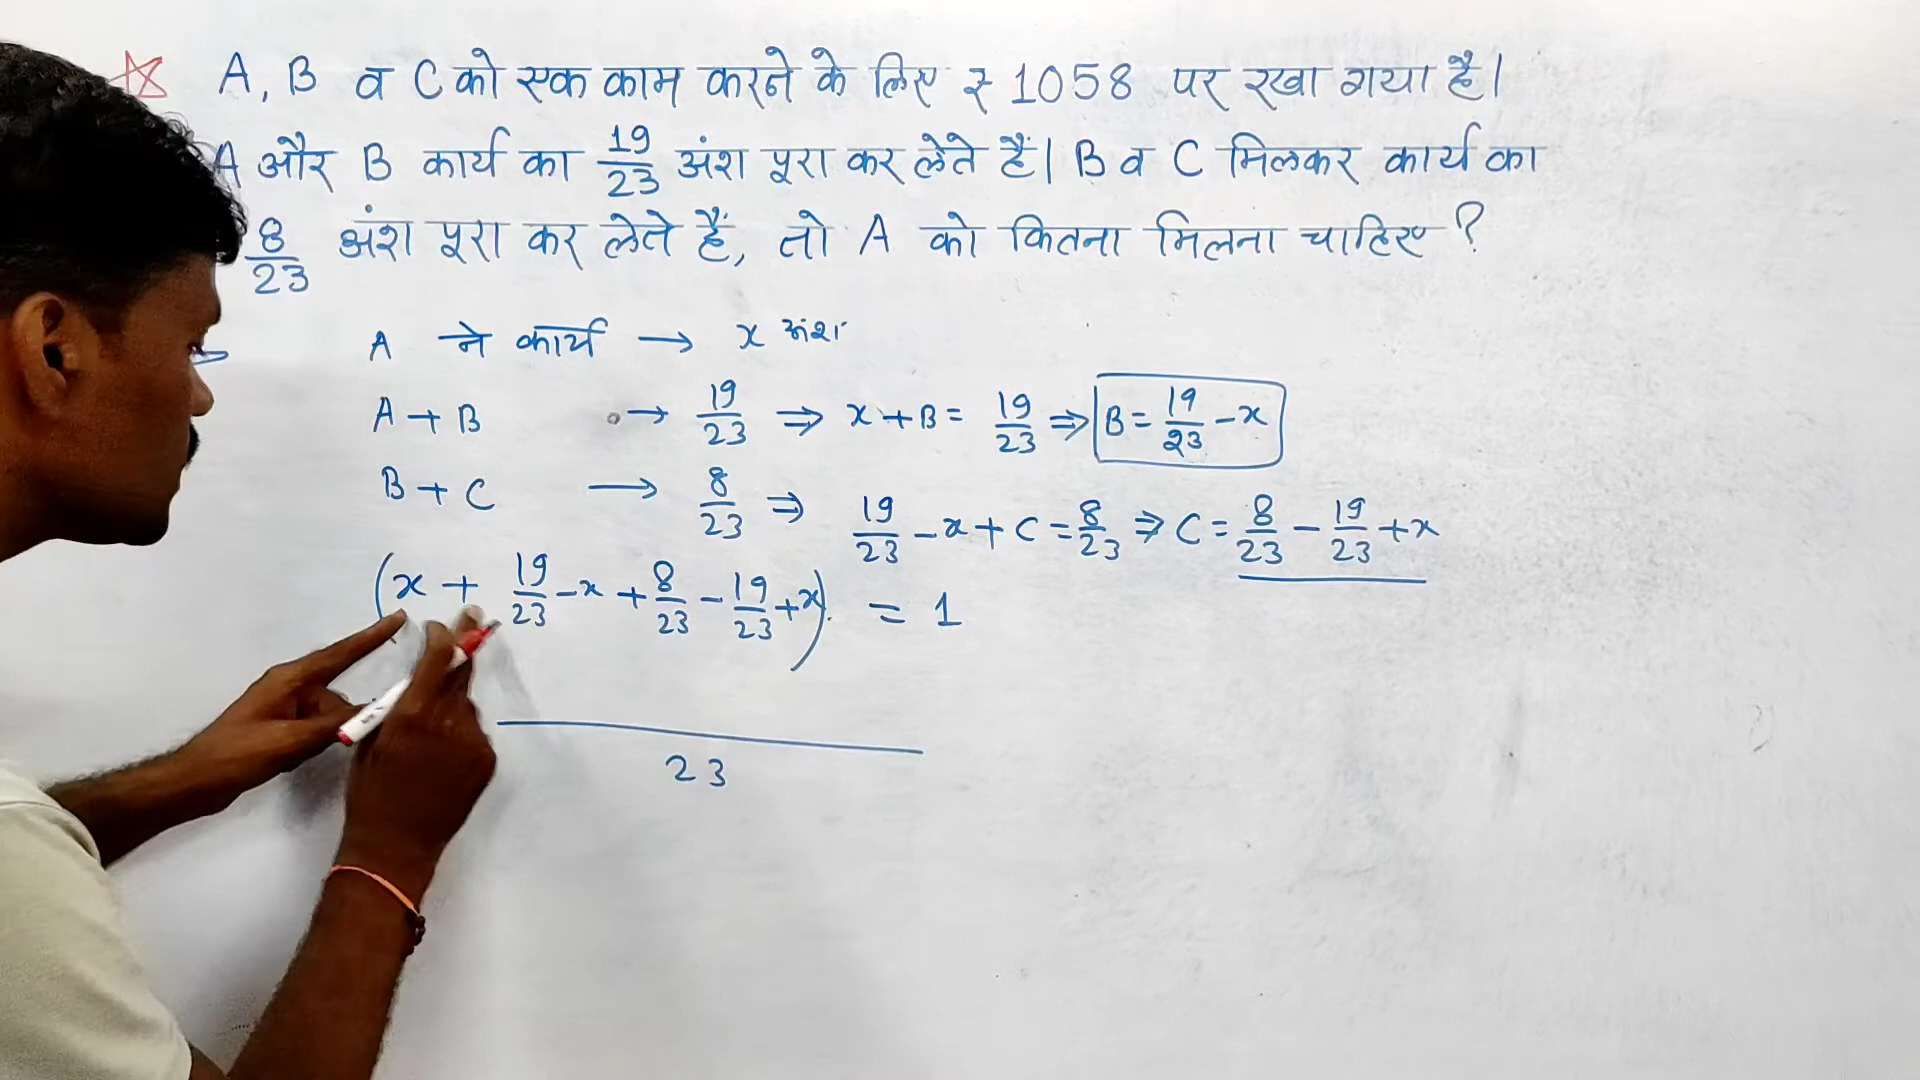 A, B व C को एक काम करने के लिए ₹ 1058 पर रखा गया है।
A और B कार्य का 19/23 अंश पूरा कर लेते हैं। B व C मिलकर कार्य का
8/23 अंश पूरा कर लेते हैं, तो A को कितना मिलना चाहिए ?
A ने कार्य → x अंश
A + B → 19/23 ⇒ x + B = 19/23 ⇒ B = 19/23 - x
B + C → 8/23 ⇒ 19/23 - x + C = 8/23 ⇒ C = 8/23 - 19/23 + x
(x + 19/23 - x + 8/23 - 19/23 + x) = 1
23